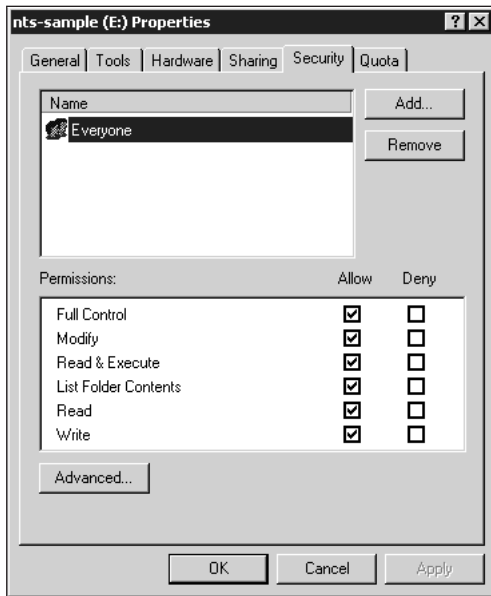 nts-sample (E:) Properties ? X
General Tools Hardware Sharing Security Quota
Name
Everyone
Add...
Remove
Permissions: Allow Deny
Full Control
Modify
Read & Execute
List Folder Contents
Read
Write
Advanced...
OK Cancel Apply